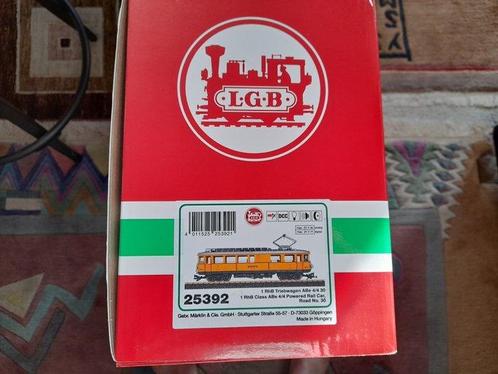 L·G·B
4 011525 253921
DCC
25392
1 RhB Triebwagen ABe 4/4 30
1 RhB Class ABe 4/4 Powered Rail Car,
Road No. 30
Gebr. Märklin & Cie. GmbH · Stuttgarter Straße 55-57 · D-73033 Göppingen
Made in Hungary